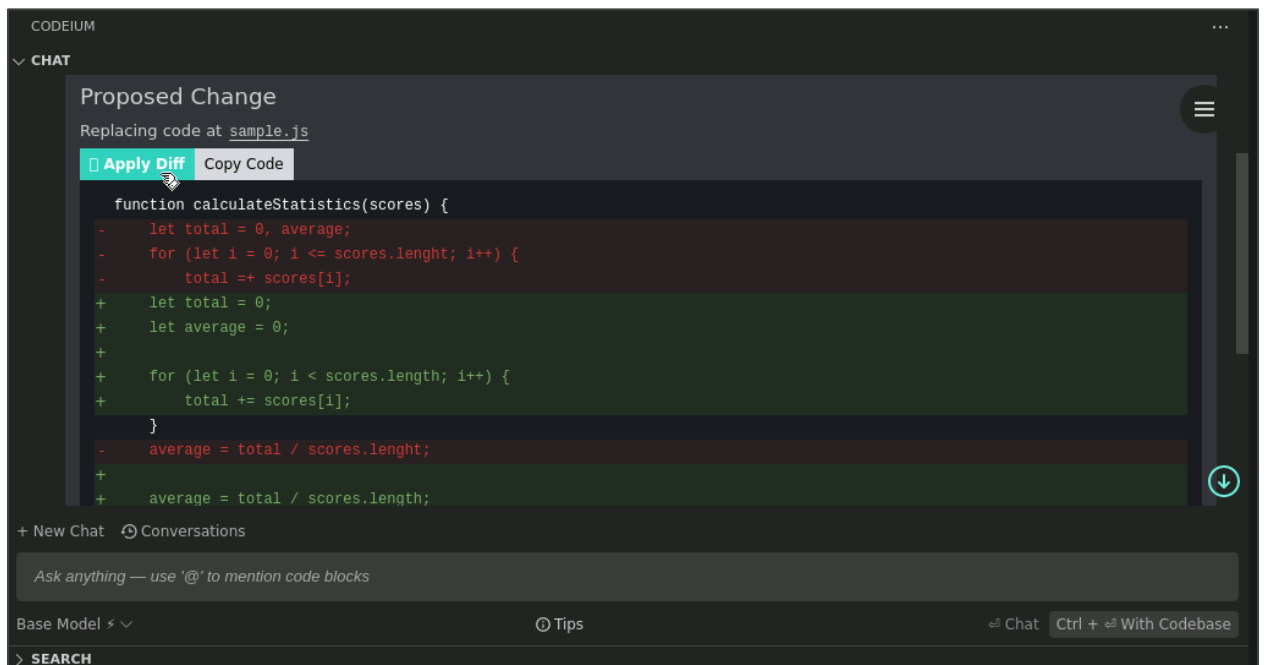 CODEIUM
CHAT
Proposed Change
Replacing code at sample.js
Apply Diff Copy Code
function calculateStatistics(scores) {
-     let total = 0, average;
-     for (let i = 0; i <= scores.lenght; i++) {
-         total =+ scores[i];
+     let total = 0;
+     let average = 0;
+
+     for (let i = 0; i < scores.length; i++) {
+         total += scores[i];
}
-     average = total / scores.lenght;
+
+     average = total / scores.length;
+ New Chat Conversations
Ask anything — use '@' to mention code blocks
Base Model ⚡ Tips ⏎ Chat Ctrl + ⏎ With Codebase
SEARCH